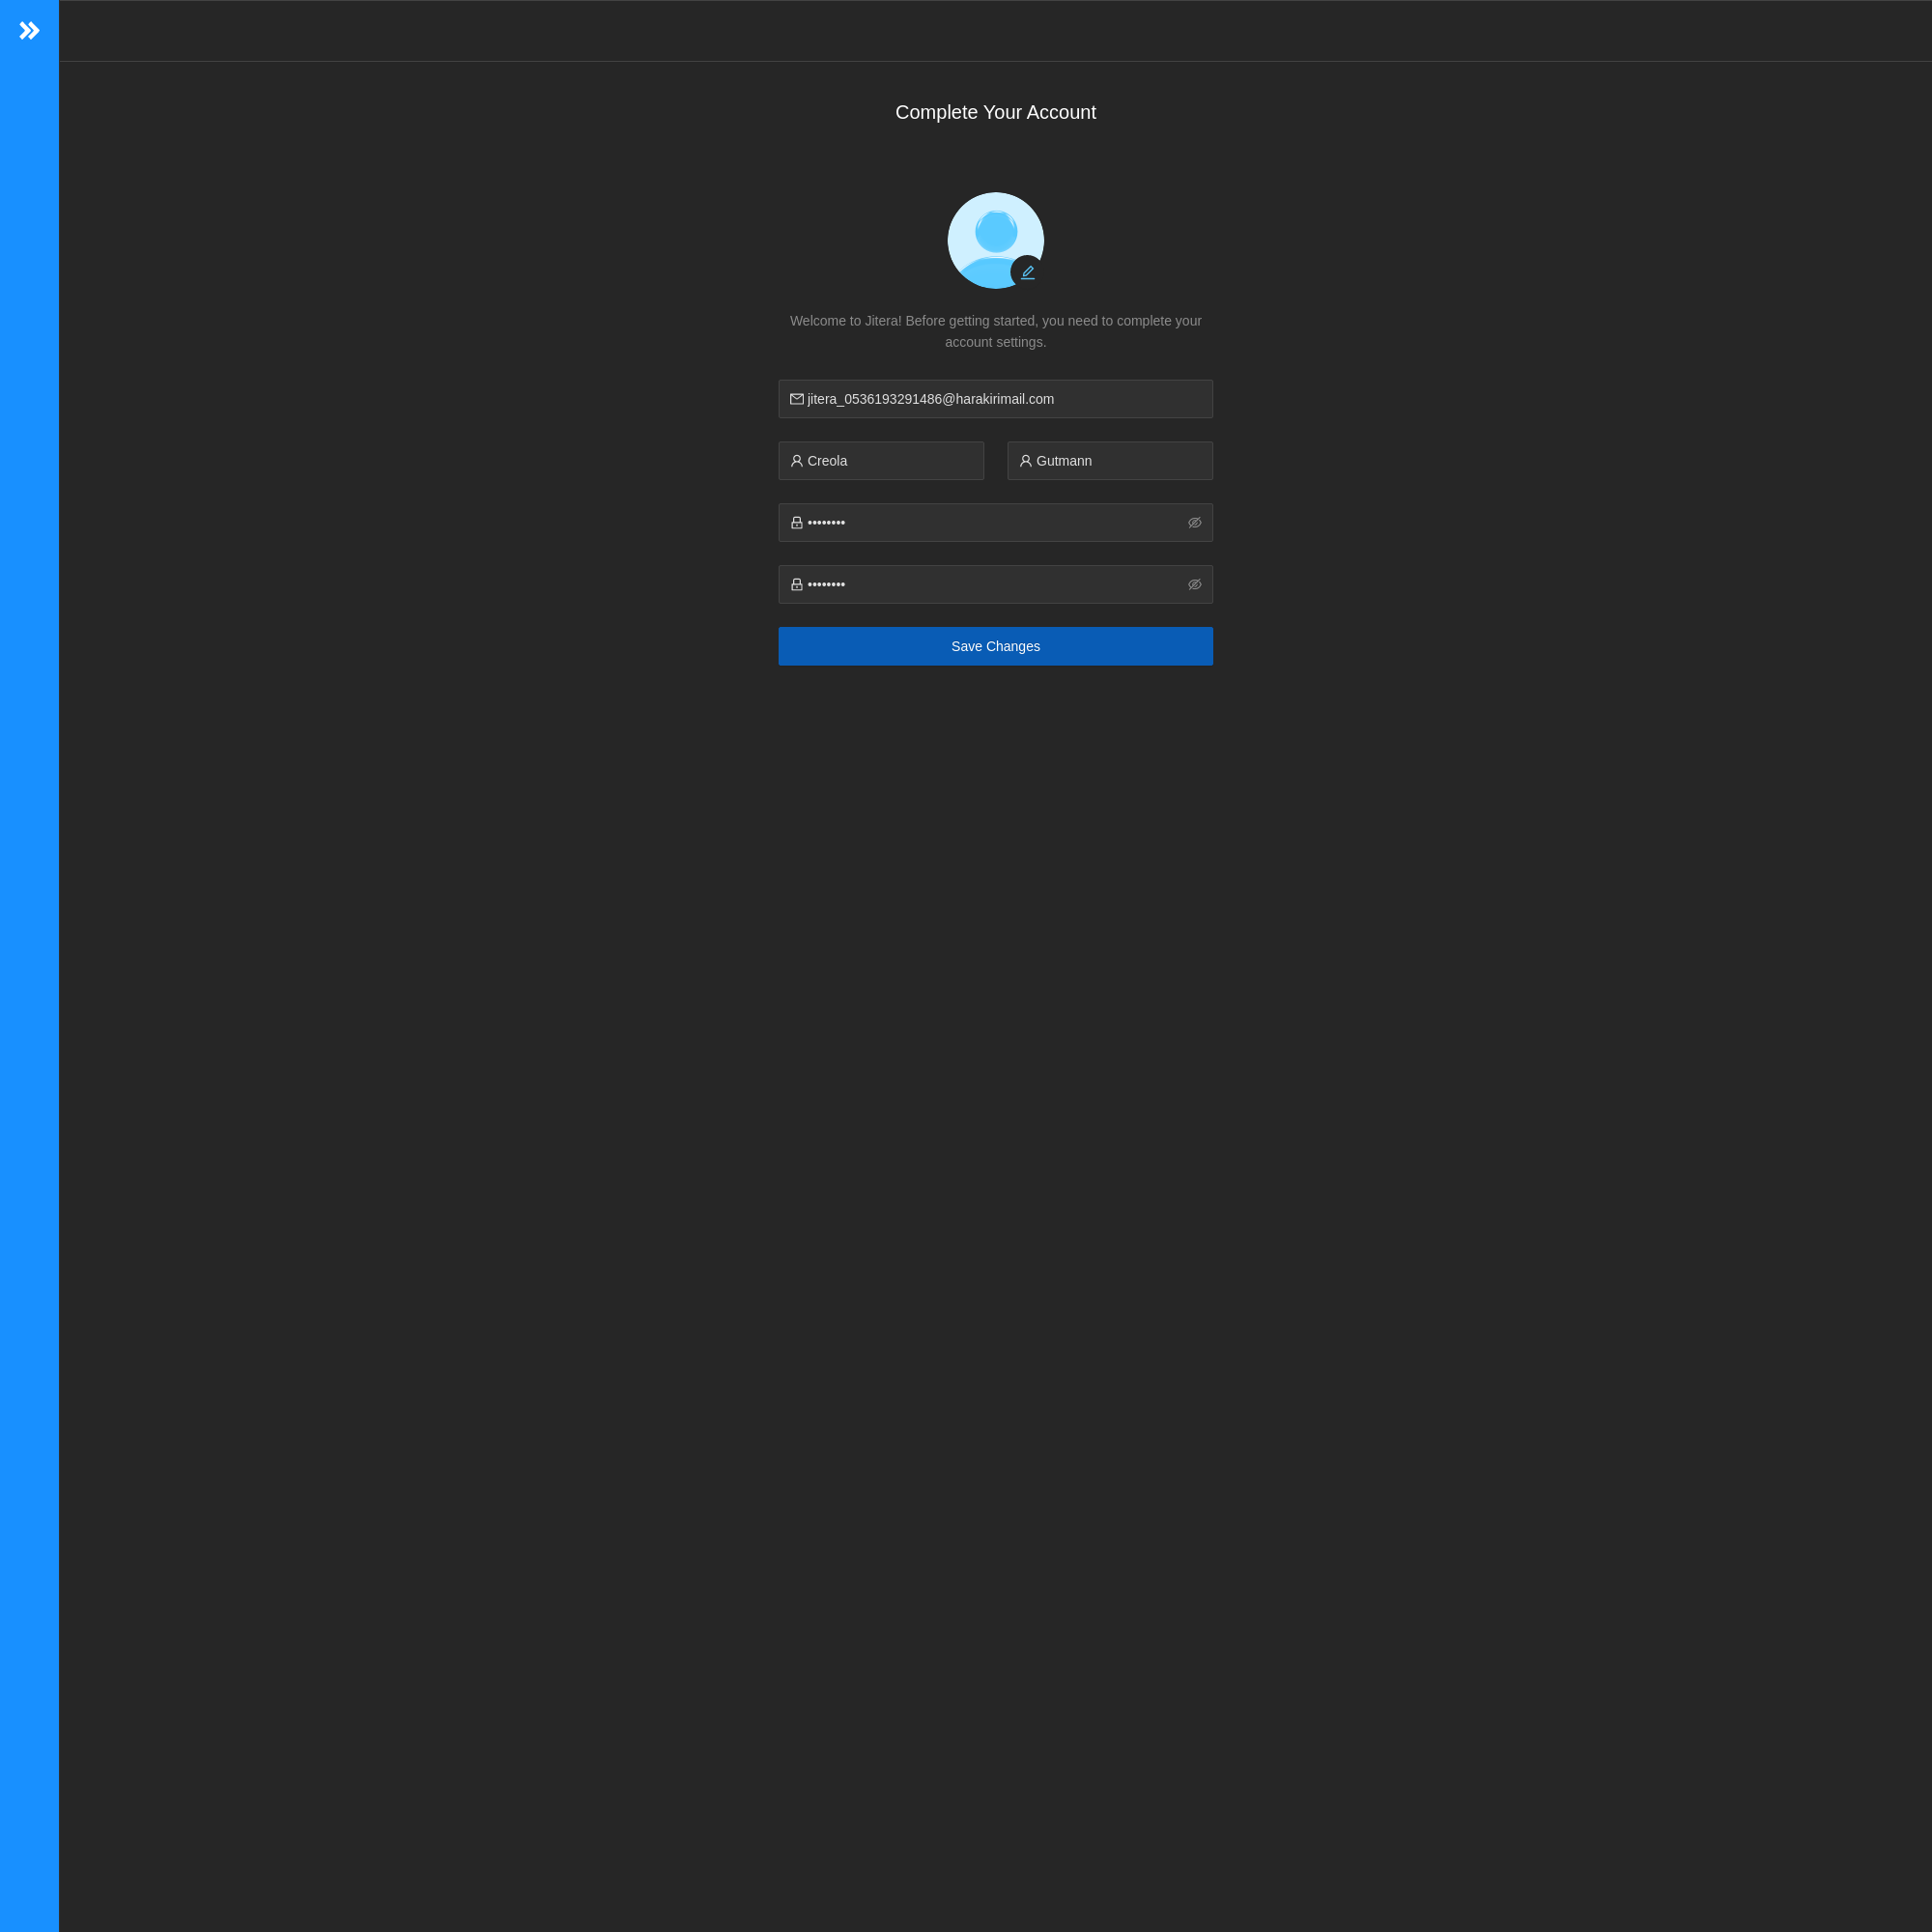 Complete Your Account
Welcome to Jitera! Before getting started, you need to complete your
account settings.
jitera_0536193291486@harakirimail.com
Creola
Gutmann
••••••••
••••••••
Save Changes